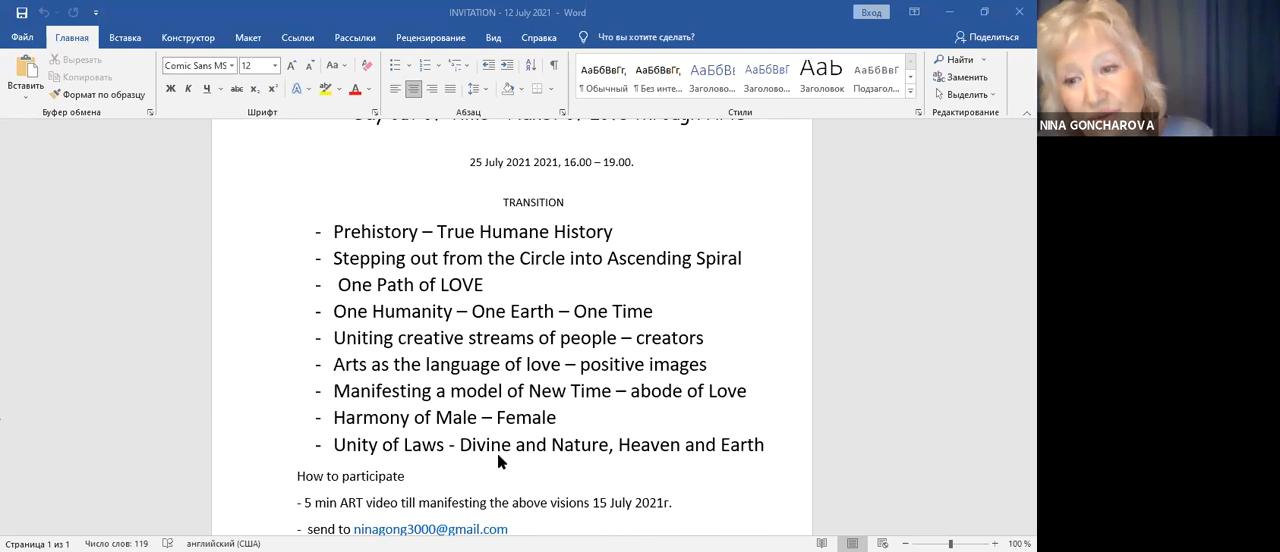 INVITATION - 12 July 2021 - Word
Вход
Файл Главная Вставка Конструктор Макет Ссылки Рассылки Рецензирование Вид Справка Что вы хотите сделать? Поделиться
Вставить
Вырезать
Копировать
Формат по образцу
Буфер обмена
Comic Sans MS 12
Ж К Ч abc x₂ x² А
Шрифт
Абзац
АаБбВвГг, АаБбВвГг, АаБбВв АаБбВвГ АаЬ АаБбВвГ
¶ Обычный ¶ Без инте... Заголово... Заголово... Заголовок Подзагол...
Стили
Найти
Заменить
Выделить
Редактирование
NINA GONCHAROVA
25 July 2021 2021, 16.00 – 19.00.
TRANSITION
- Prehistory – True Humane History
- Stepping out from the Circle into Ascending Spiral
- One Path of LOVE
- One Humanity – One Earth – One Time
- Uniting creative streams of people – creators
- Arts as the language of love – positive images
- Manifesting a model of New Time – abode of Love
- Harmony of Male – Female
- Unity of Laws - Divine and Nature, Heaven and Earth
How to participate
- 5 min ART video till manifesting the above visions 15 July 2021г.
- send to ninagong3000@gmail.com
Страница 1 из 1 Число слов: 119 английский (США) 100 %